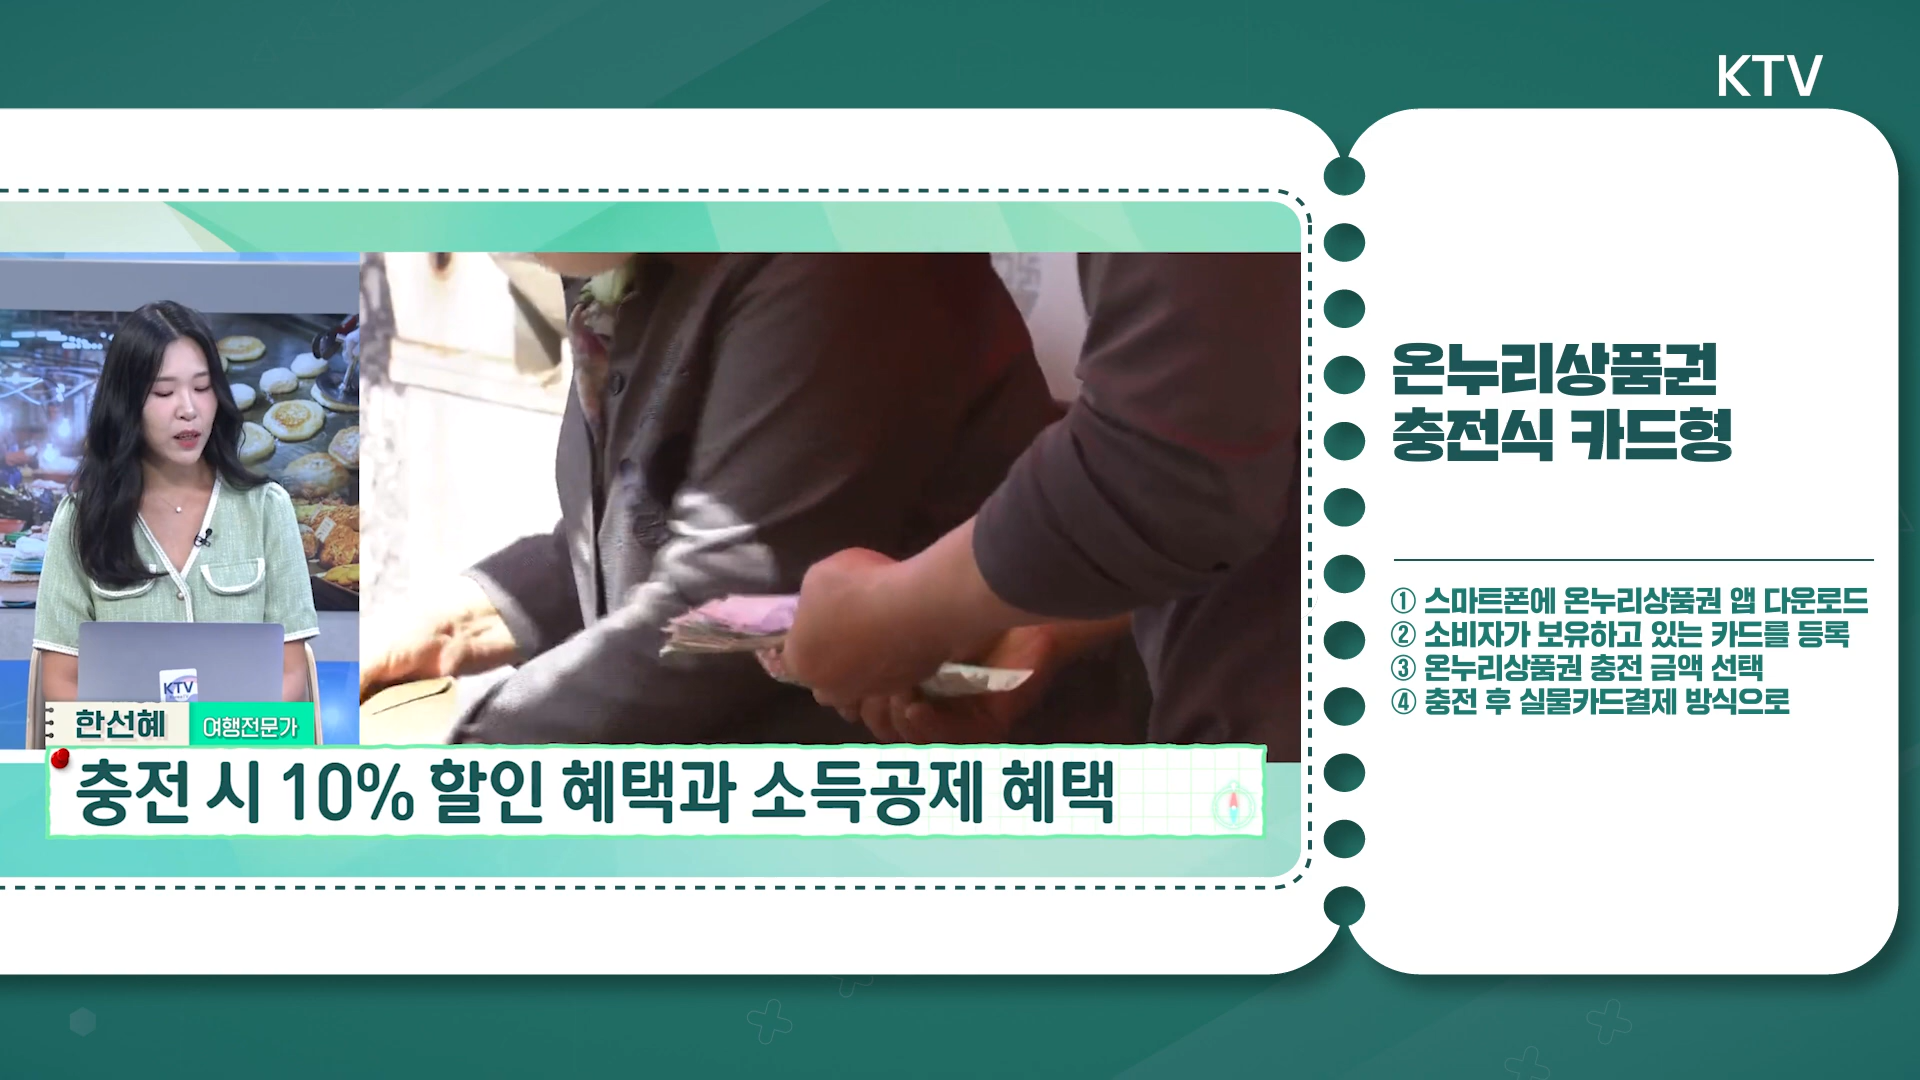 KTV
온누리상품권
충전식 카드형
① 스마트폰에 온누리상품권 앱 다운로드
② 소비자가 보유하고 있는 카드를 등록
③ 온누리상품권 충전 금액 선택
④ 충전 후 실물카드결제 방식으로
KTV
한선혜 여행전문가
충전 시 10% 할인 혜택과 소득공제 혜택